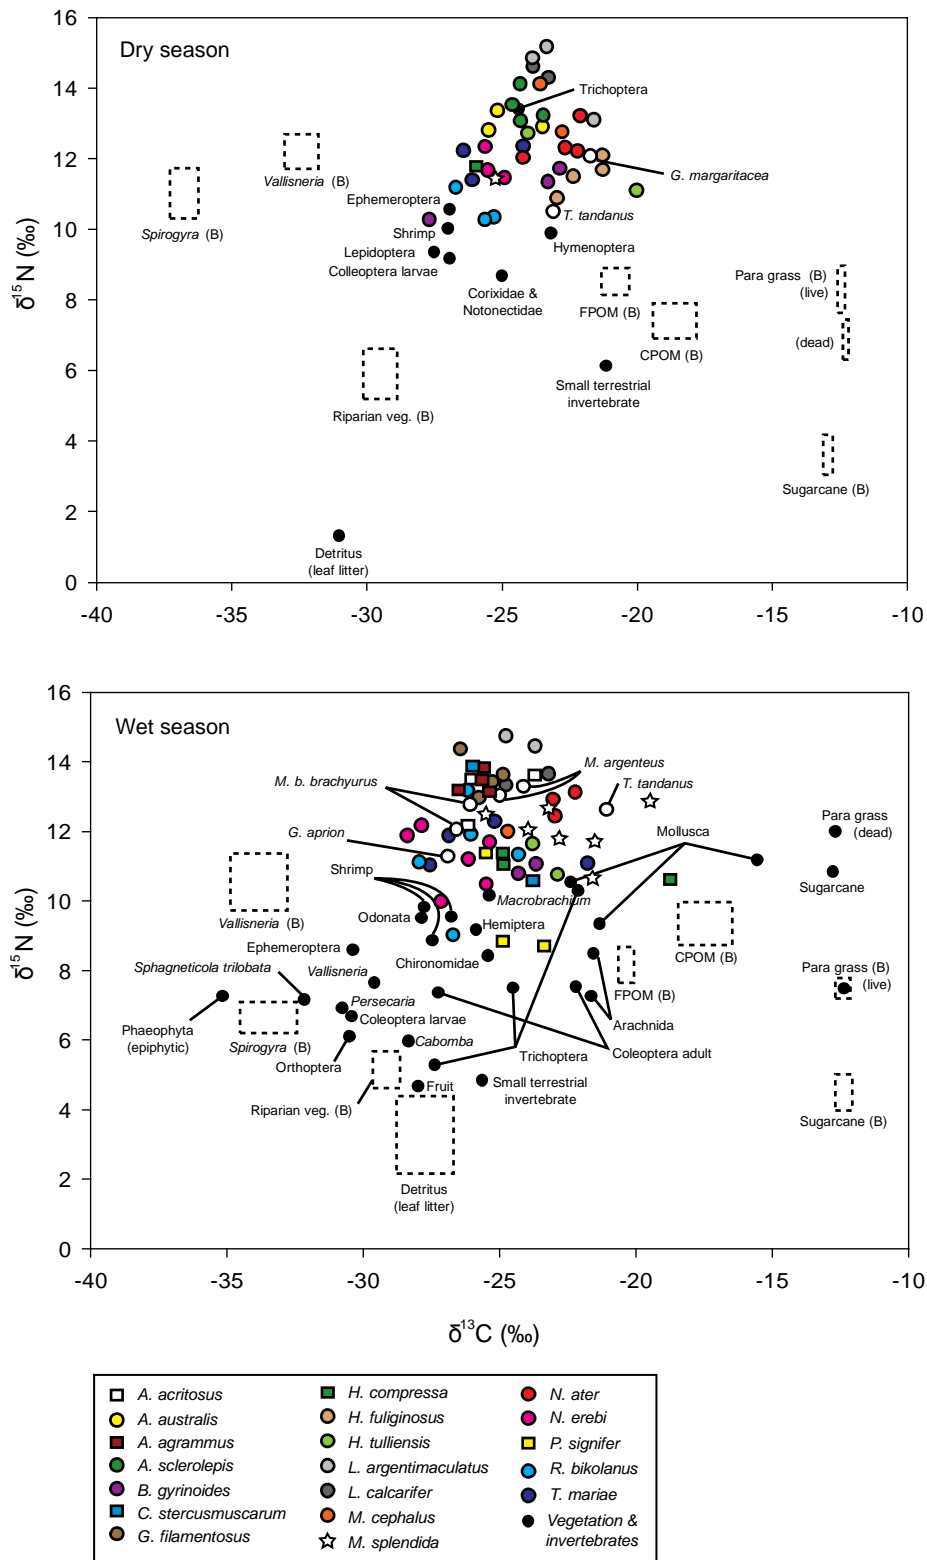 Dry season
16
14
12
10
8
6
4
2
0
δ15N (‰)
-40
-35
-30
-25
-20
-15
-10
Trichoptera
Vallisneria (B)
Spirogyra (B)
G. margaritacea
Ephemeroptera
T. tandanus
Shrimp
Hymenoptera
Lepidoptera
Colleoptera larvae
Corixidae &
Notonectidae
FPOM (B)
Para grass (B)
(live)
CPOM (B)
(dead)
Riparian veg. (B)
Small terrestrial
invertebrate
Sugarcane (B)
Detritus
(leaf litter)
Wet season
16
14
12
10
8
6
4
2
0
δ15N (‰)
-40
-35
-30
-25
-20
-15
-10
δ13C (‰)
M. argenteus
M. b. brachyurus
T. tandanus
G. aprion
Mollusca
Para grass
(dead)
Shrimp
Sugarcane
Macrobrachium
Vallisneria (B)
Odonata
Hemiptera
Ephemeroptera
Chironomidae
CPOM (B)
Sphagneticola trilobata
Vallisneria
Para grass (B)
(live)
FPOM (B)
Persecaria
Phaeophyta
(epiphytic)
Coleoptera larvae
Arachnida
Spirogyra (B)
Cabomba
Orthoptera
Trichoptera
Coleoptera adult
Riparian veg. (B)
Fruit
Small terrestrial
invertebrate
Sugarcane (B)
Detritus
(leaf litter)
A. acritosus
A. australis
A. agrammus
A. sclerolepis
B. gyrinoides
C. stercusmuscarum
G. filamentosus
H. compressa
H. fuliginosus
H. tulliensis
L. argentimaculatus
L. calcarifer
M. cephalus
M. splendida
N. ater
N. erebi
P. signifer
R. bikolanus
T. mariae
Vegetation &
invertebrates